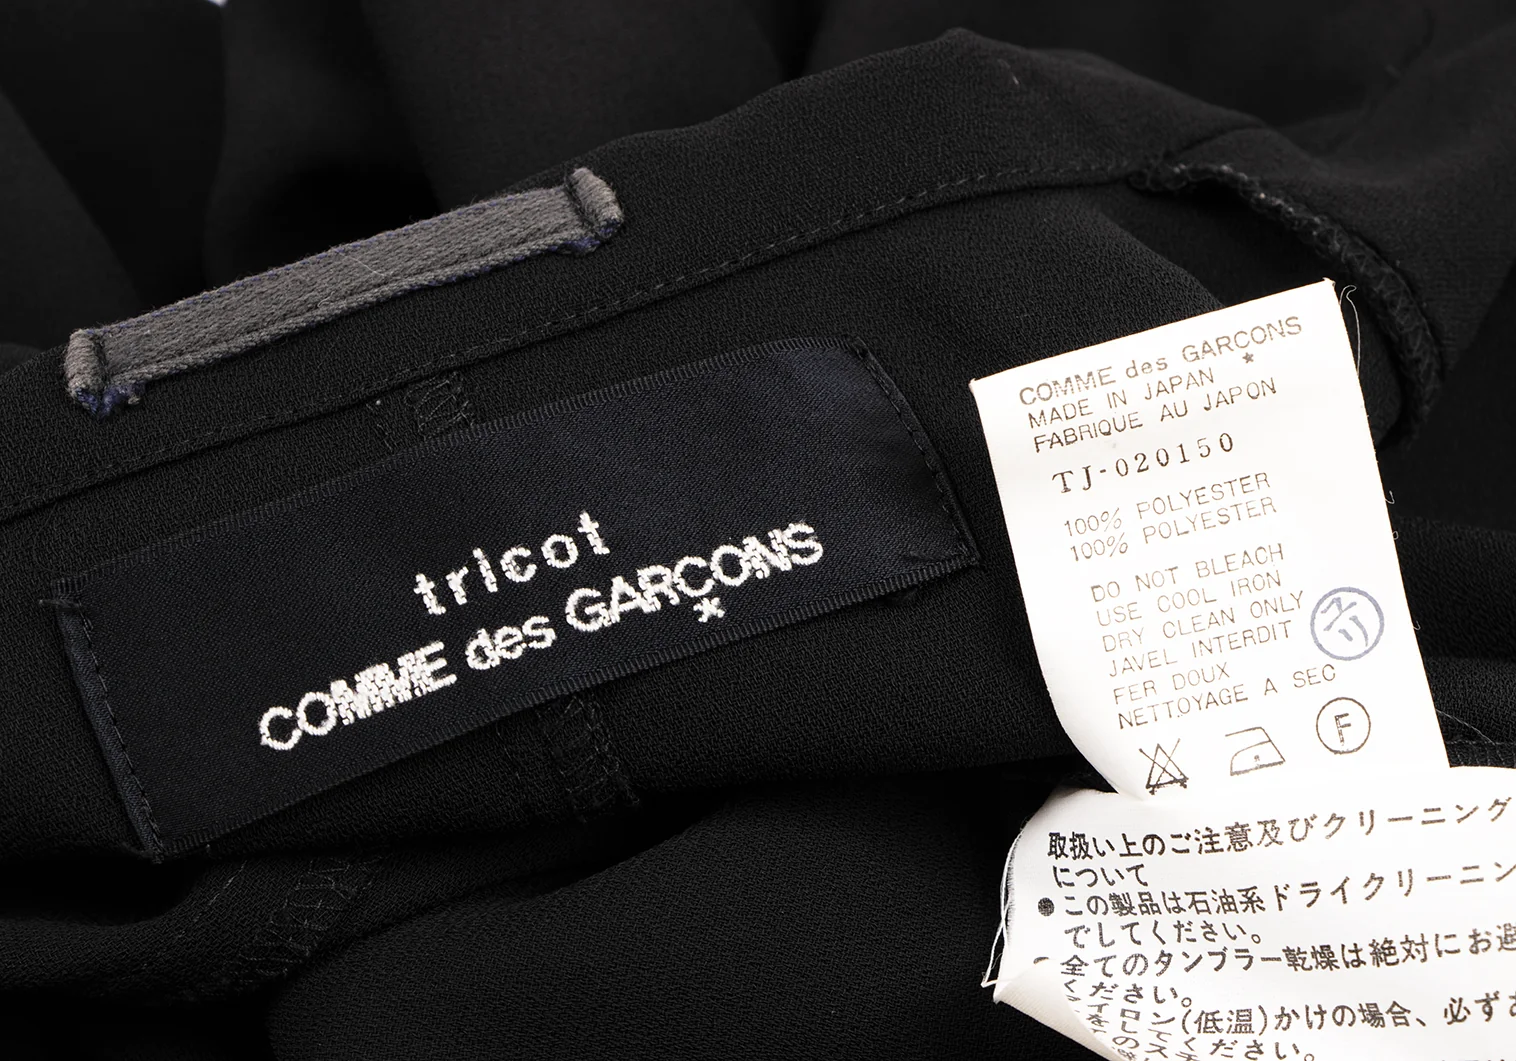 tricot
COMME des GARÇONS
*
COMME des GARCONS
*
MADE IN JAPAN
FABRIQUE AU JAPON
TJ-020150
100% POLYESTER
100% POLYESTER
DO NOT BLEACH
USE COOL IRON
DRY CLEAN ONLY
JAVEL INTERDIT
FER DOUX
NETTOYAGE A SEC
F
取扱い上のご注意及びクリーニング
について
●この製品は石油系ドライクリーニン
でしてください。
全てのタンブラー乾燥は絶対にお避
ください。
(低温)かけの場合、必ず
ください。